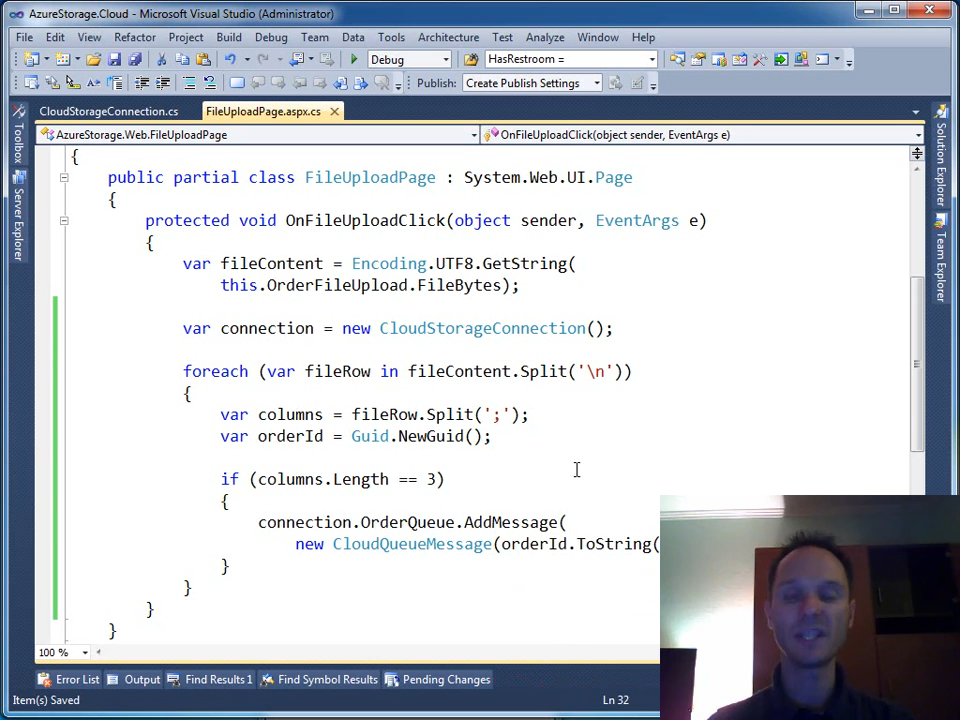 AzureStorage.Cloud - Microsoft Visual Studio (Administrator)
File Edit View Refactor Project Build Debug Team Data Tools Architecture Test Analyze Window Help
Debug HasRestroom =
Publish: Create Publish Settings
CloudStorageConnection.cs FileUploadPage.aspx.cs
AzureStorage.Web.FileUploadPage OnFileUploadClick(object sender, EventArgs e)
Toolbox
Server Explorer
Solution Explorer
Team Explorer
{
public partial class FileUploadPage : System.Web.UI.Page
{
protected void OnFileUploadClick(object sender, EventArgs e)
{
var fileContent = Encoding.UTF8.GetString(
this.OrderFileUpload.FileBytes);
var connection = new CloudStorageConnection();
foreach (var fileRow in fileContent.Split('\n'))
{
var columns = fileRow.Split(';');
var orderId = Guid.NewGuid();
if (columns.Length == 3)
{
connection.OrderQueue.AddMessage(
new CloudQueueMessage(orderId.ToString(
}
}
}
}
100 %
Error List Output Find Results 1 Find Symbol Results Pending Changes
Item(s) Saved Ln 32